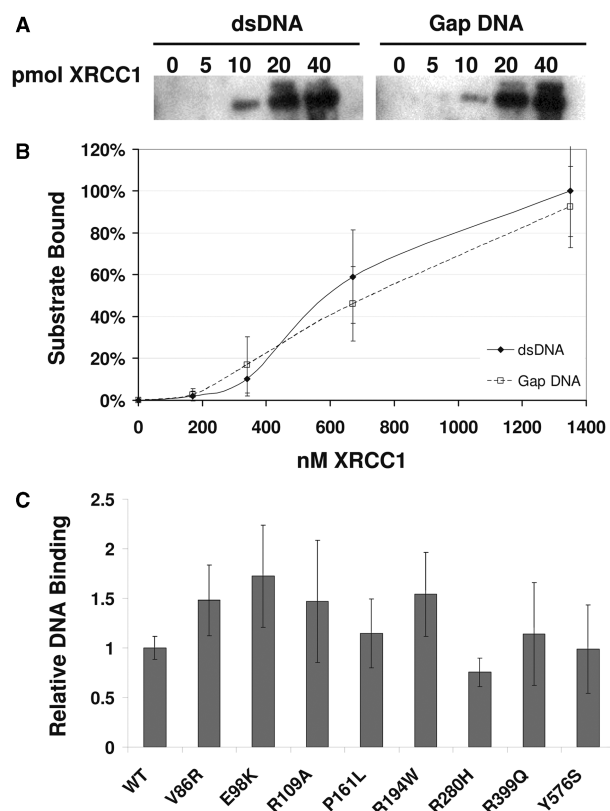 A
dsDNA
Gap DNA
pmol XRCC1
0 5 10 20 40
0 5 10 20 40
B
120%
100%
80%
60%
40%
20%
0%
Substrate Bound
dsDNA
Gap DNA
0 200 400 600 800 1000 1200 1400
nM XRCC1
C
2.5
2
1.5
1
0.5
0
Relative DNA Binding
WT
V86R
E98K
R109A
P161L
R194W
R280H
R399Q
Y576S